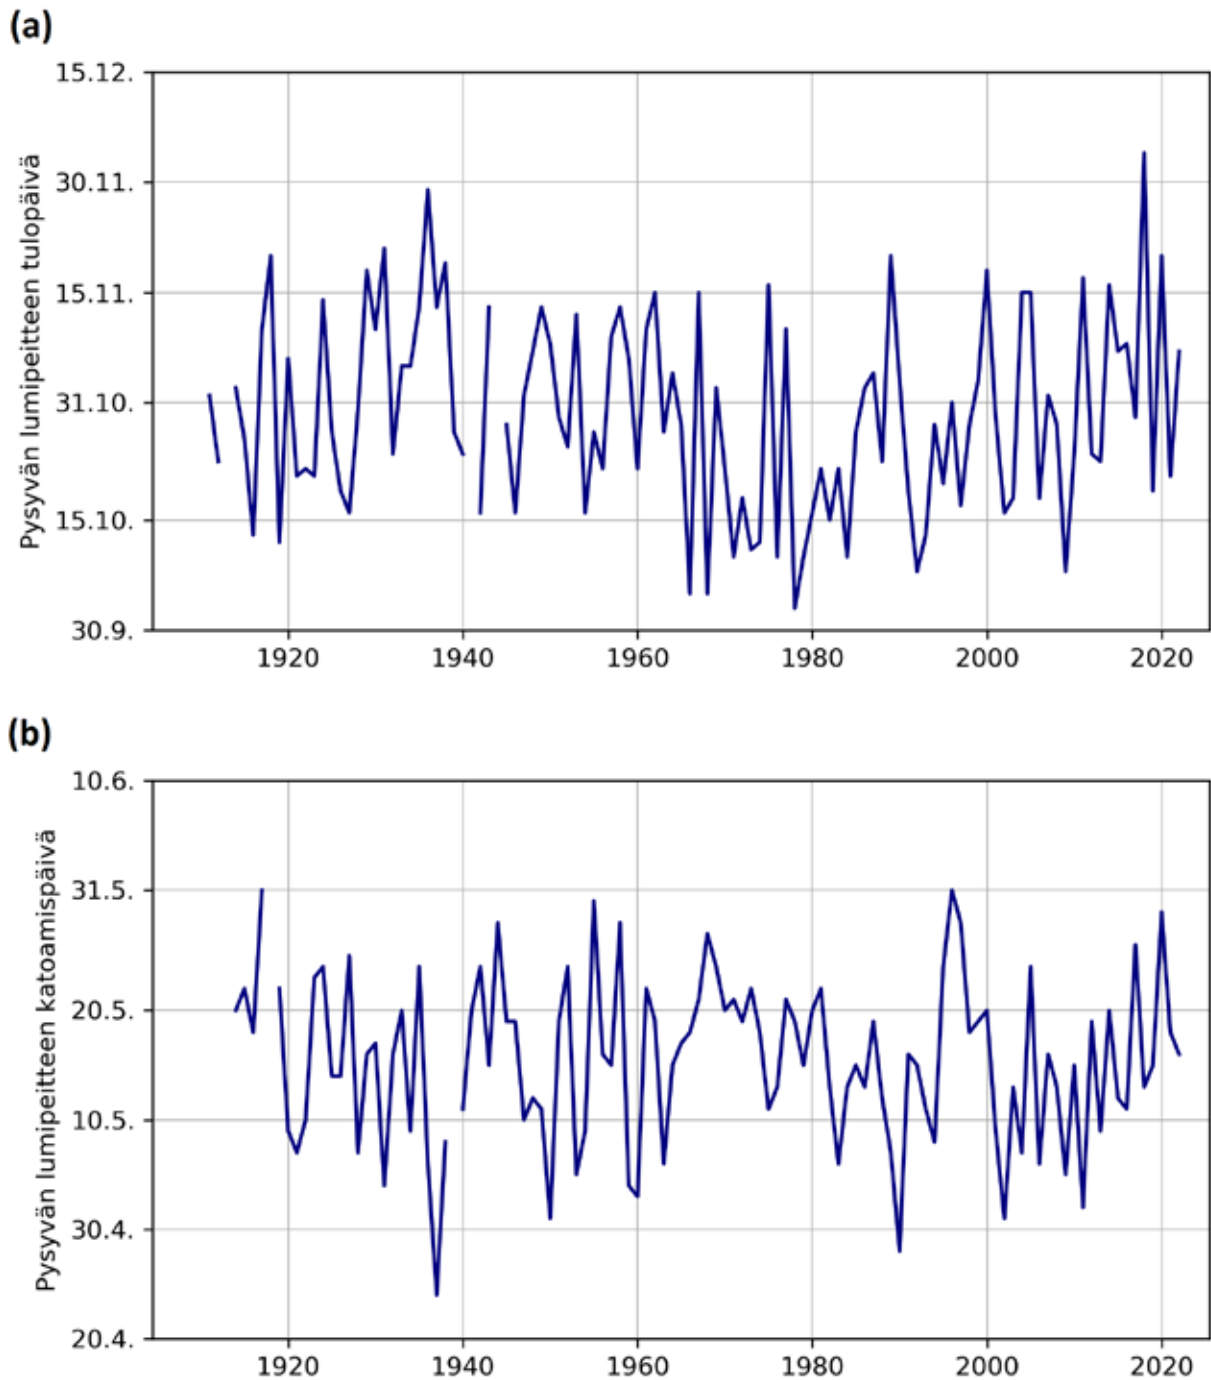 (a)
Pysyvän lumipeitteen tulopäivä
15.12.
30.11.
15.11.
31.10.
15.10.
30.9.
1920 1940 1960 1980 2000 2020
(b)
Pysyvän lumipeitteen katoamispäivä
10.6.
31.5.
20.5.
10.5.
30.4.
20.4.
1920 1940 1960 1980 2000 2020